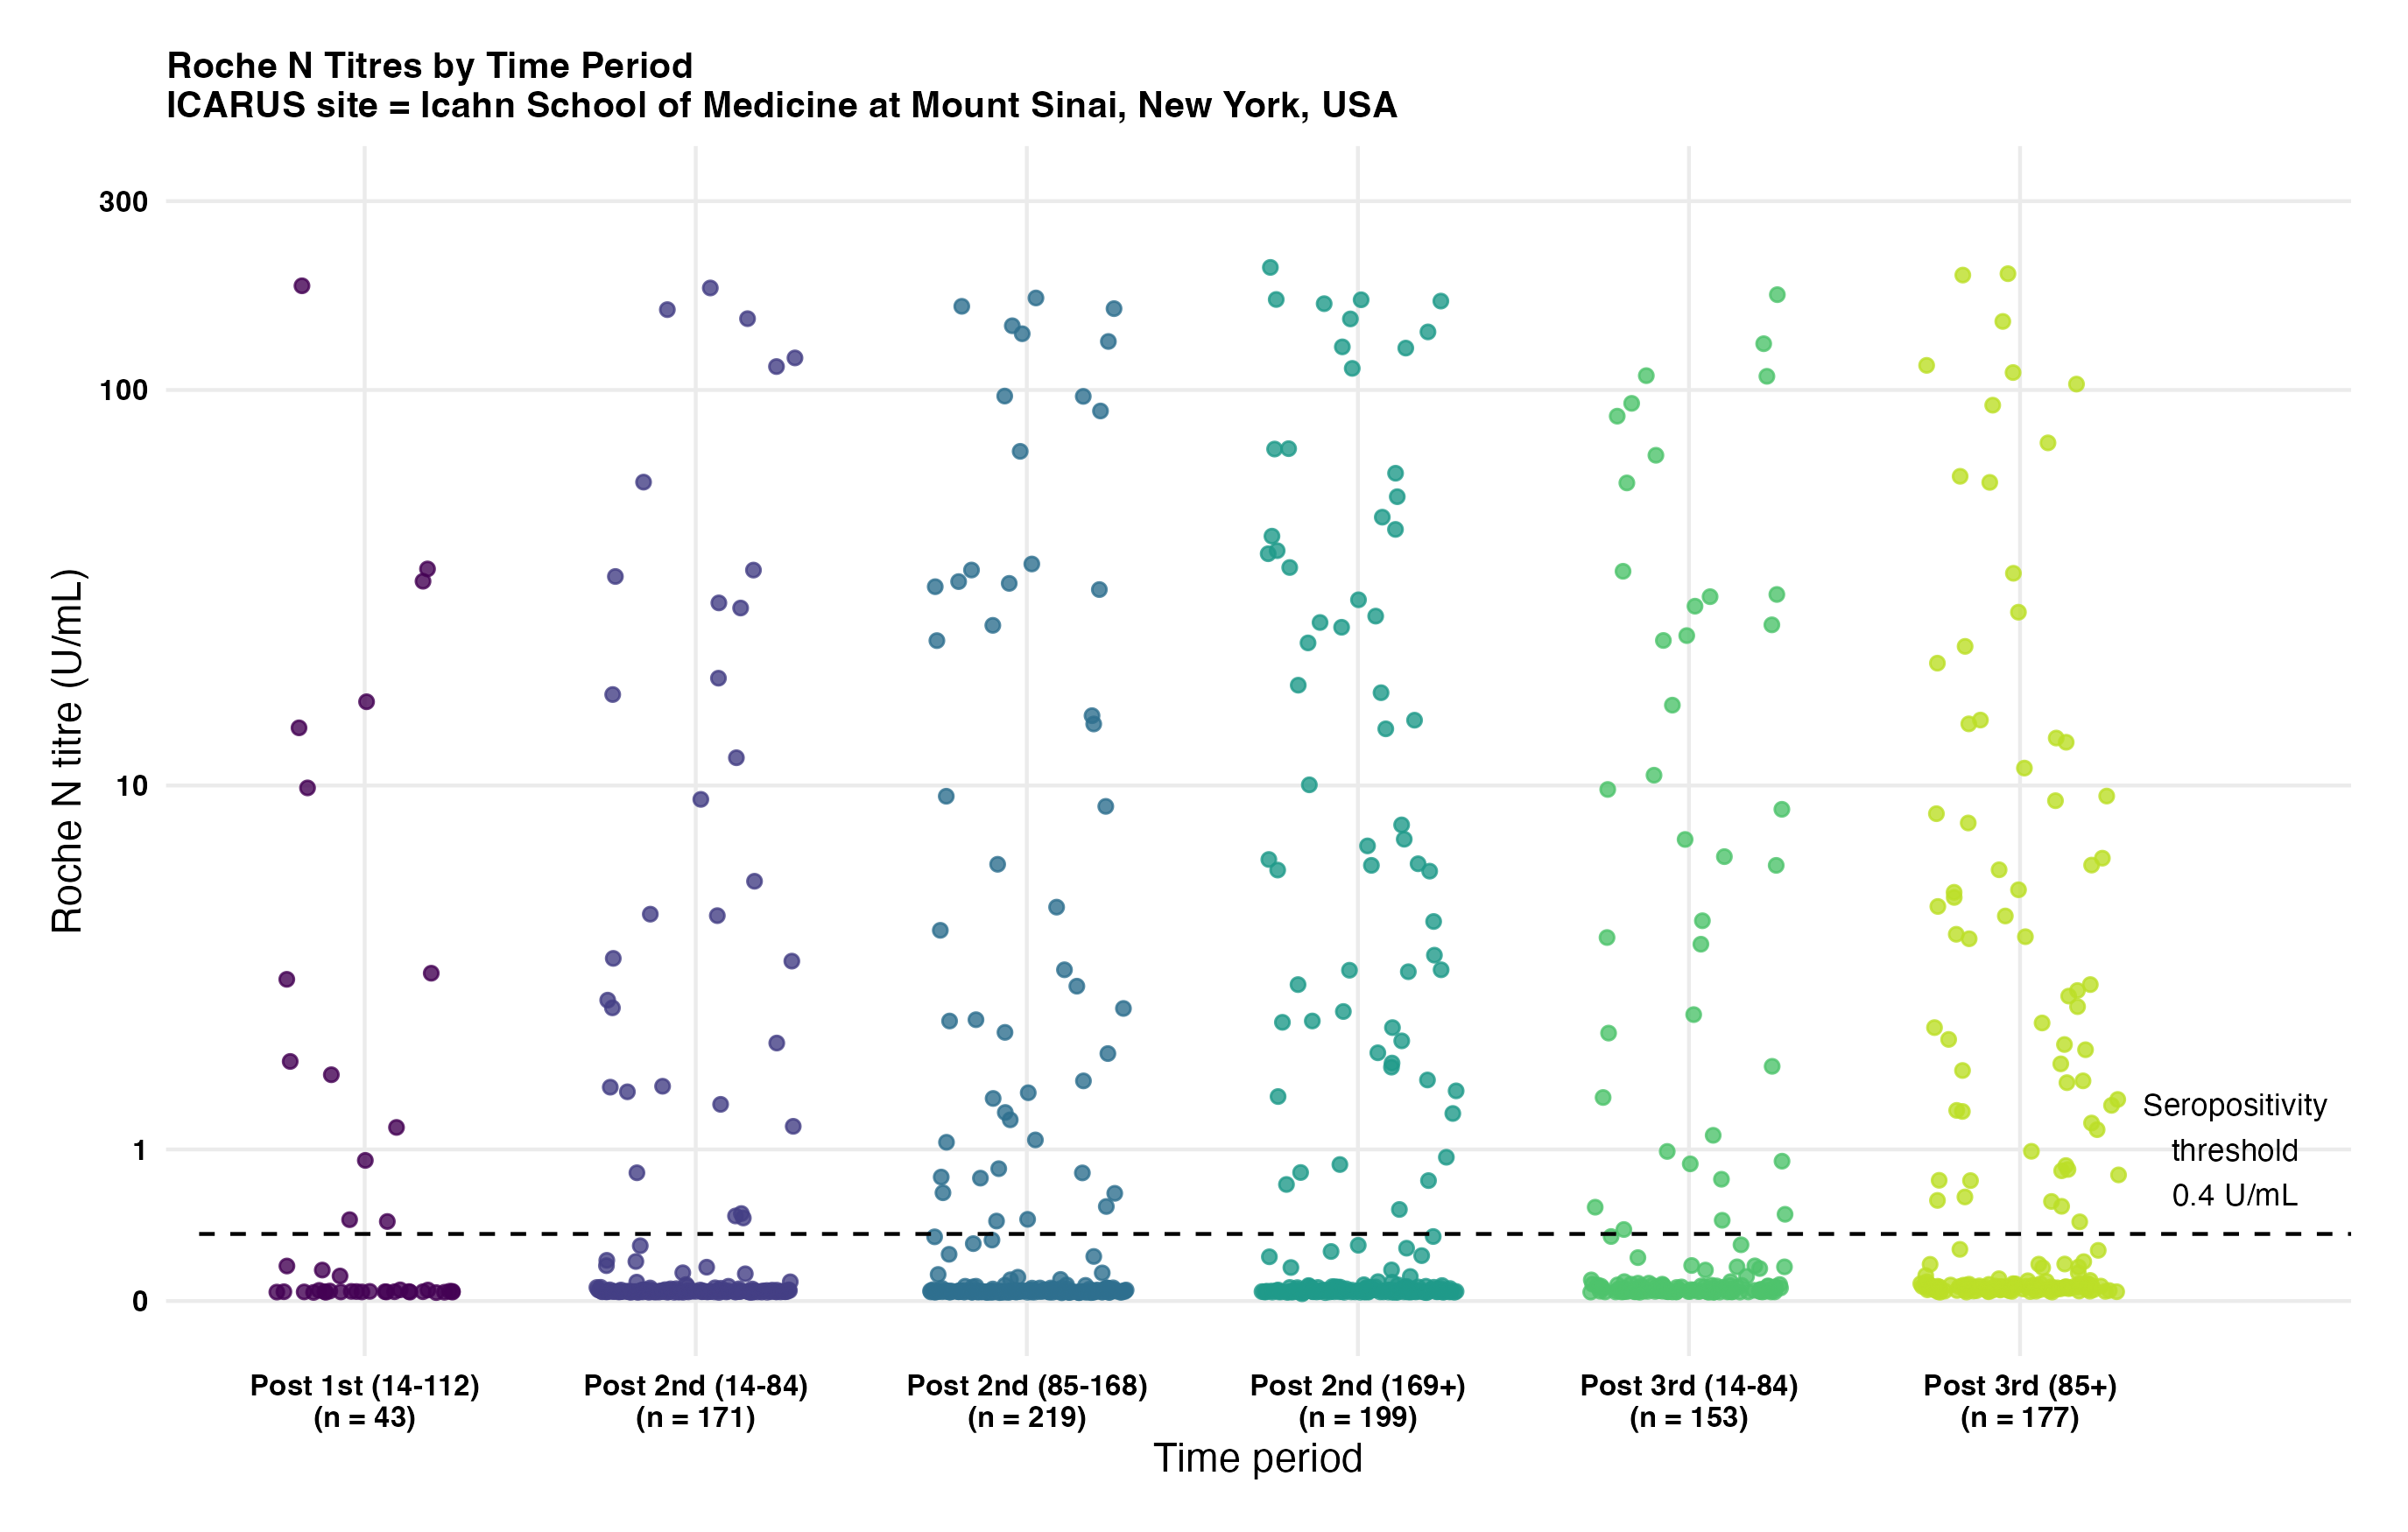 Roche N Titres by Time Period
ICARUS site = Icahn School of Medicine at Mount Sinai, New York, USA
Roche N titre (U/mL)
300
100
10
1
0
Seropositivity
threshold
0.4 U/mL
Post 1st (14-112)
(n = 43)
Post 2nd (14-84)
(n = 171)
Post 2nd (85-168)
(n = 219)
Post 2nd (169+)
(n = 199)
Post 3rd (14-84)
(n = 153)
Post 3rd (85+)
(n = 177)
Time period